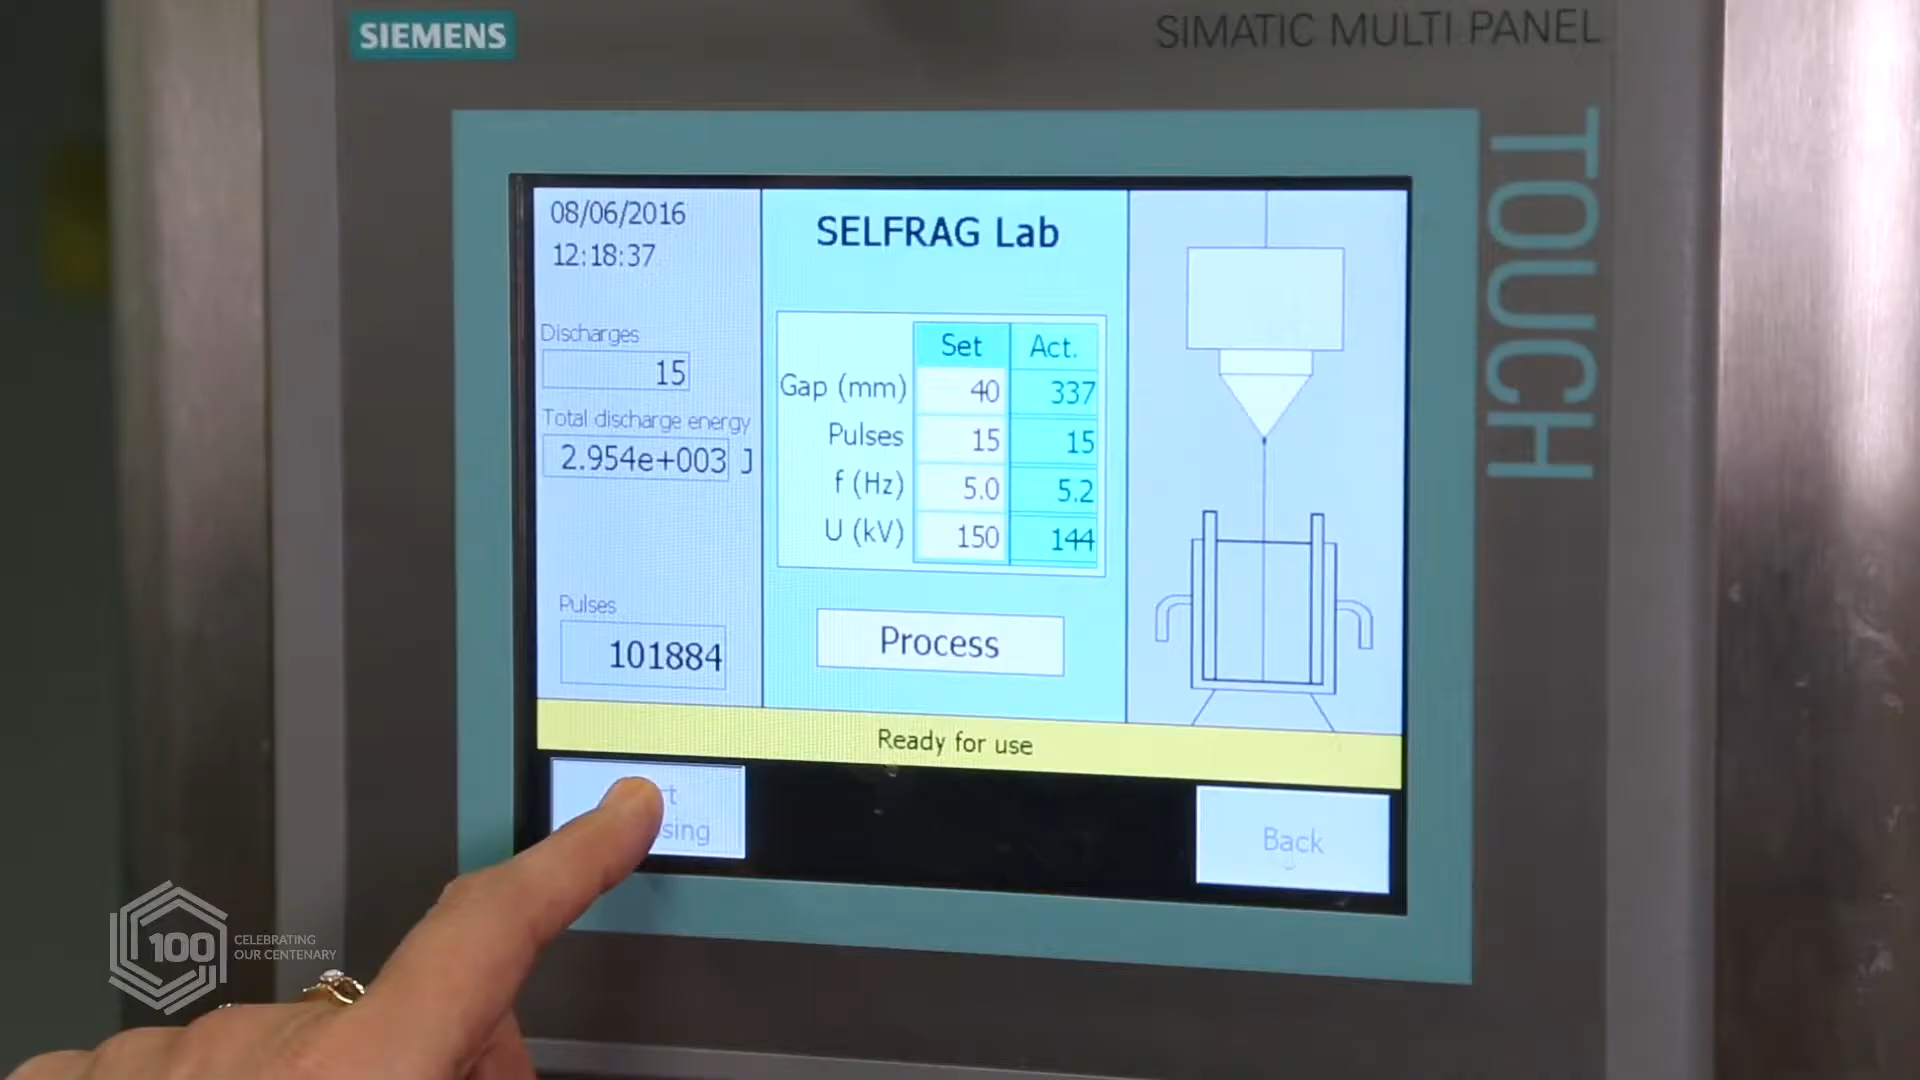 SIEMENS
SIMATIC MULTI PANEL
TOUCH
08/06/2016
12:18:37
Discharges
15
Total discharge energy
2.954e+003 J
Pulses
101884
SELFRAG Lab
Set Act.
Gap (mm) 40 337
Pulses 15 15
f (Hz) 5.0 5.2
U (kV) 150 144
Process
Ready for use
Back
100
CELEBRATING
OUR CENTENARY